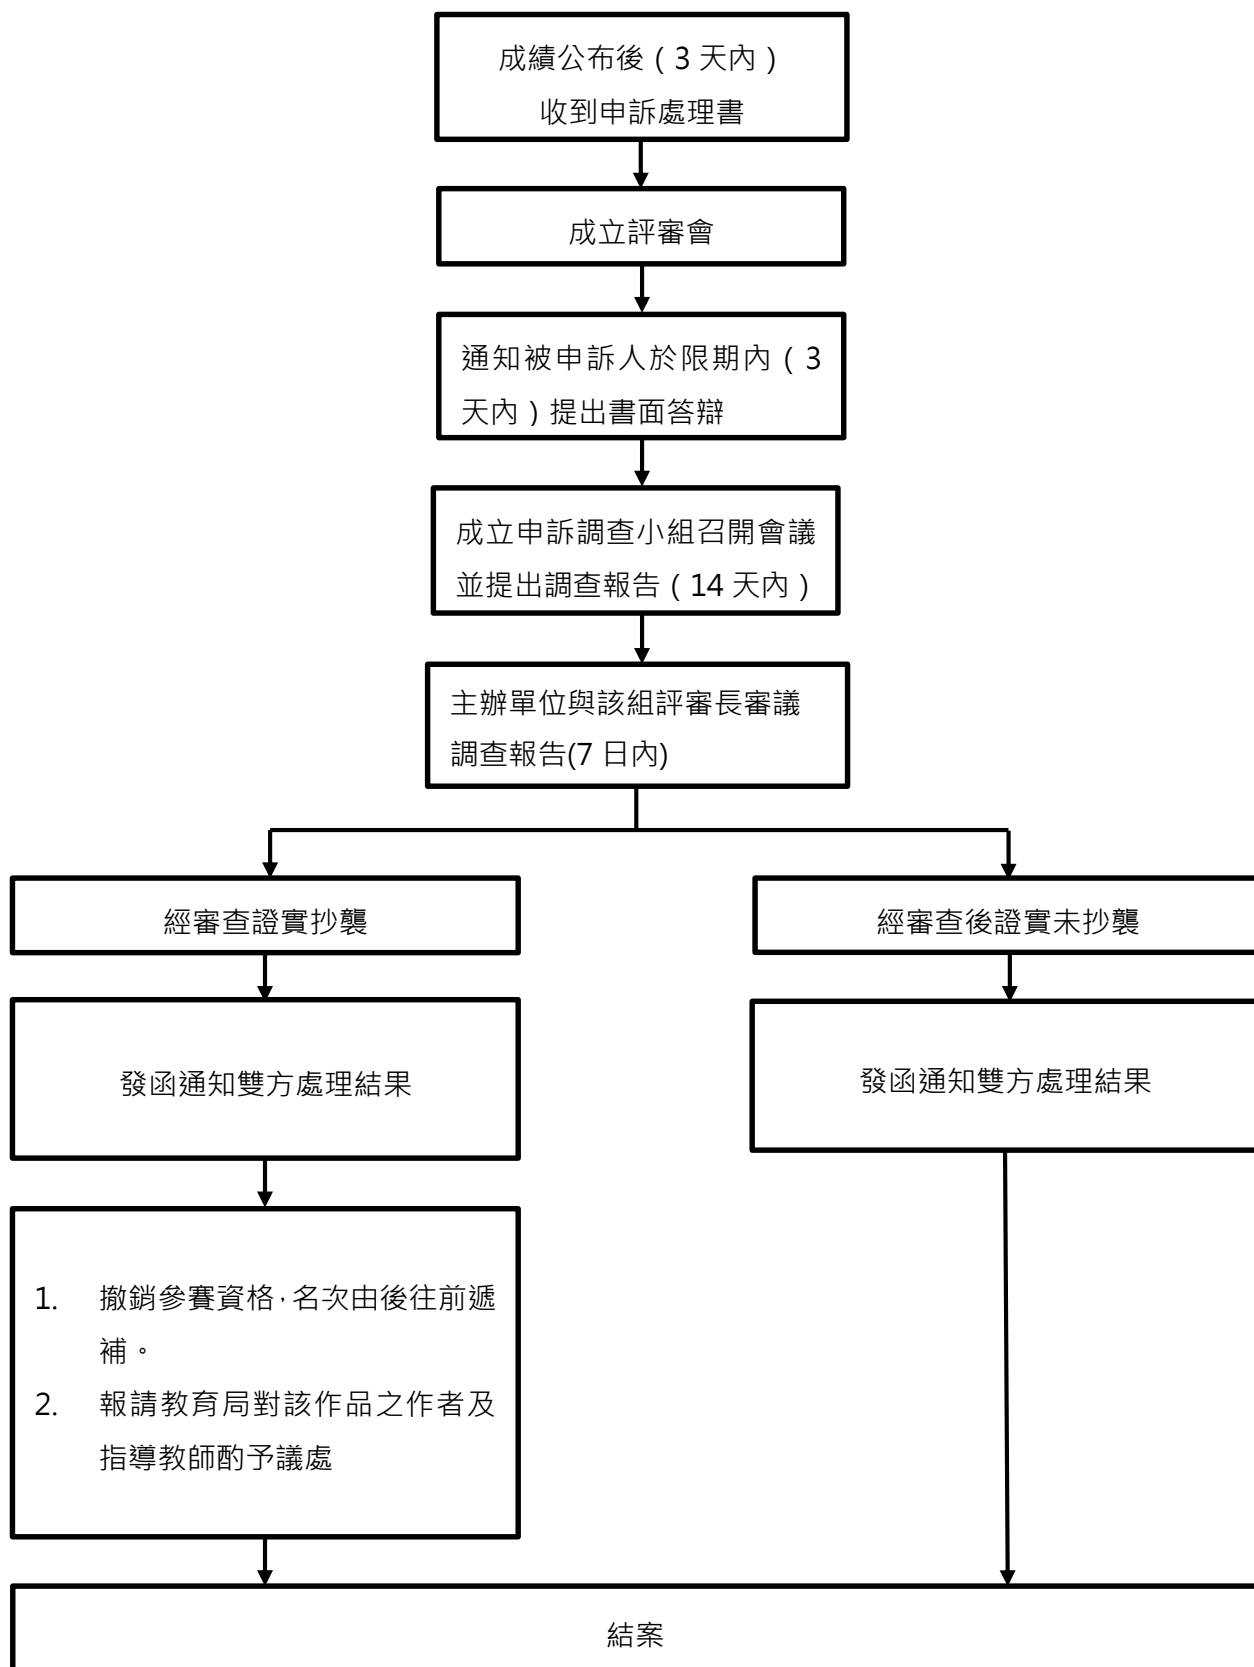 成績公布後（3 天內）
收到申訴處理書
成立評審會
通知被申訴人於限期內（3
天內）提出書面答辯
成立申訴調查小組召開會議
並提出調查報告（14 天內）
主辦單位與該組評審長審議
調查報告(7 日內)
經審查證實抄襲
經審查後證實未抄襲
發函通知雙方處理結果
發函通知雙方處理結果
1. 撤銷參賽資格，名次由後往前遞
補。
2. 報請教育局對該作品之作者及
指導教師酌予議處
結案